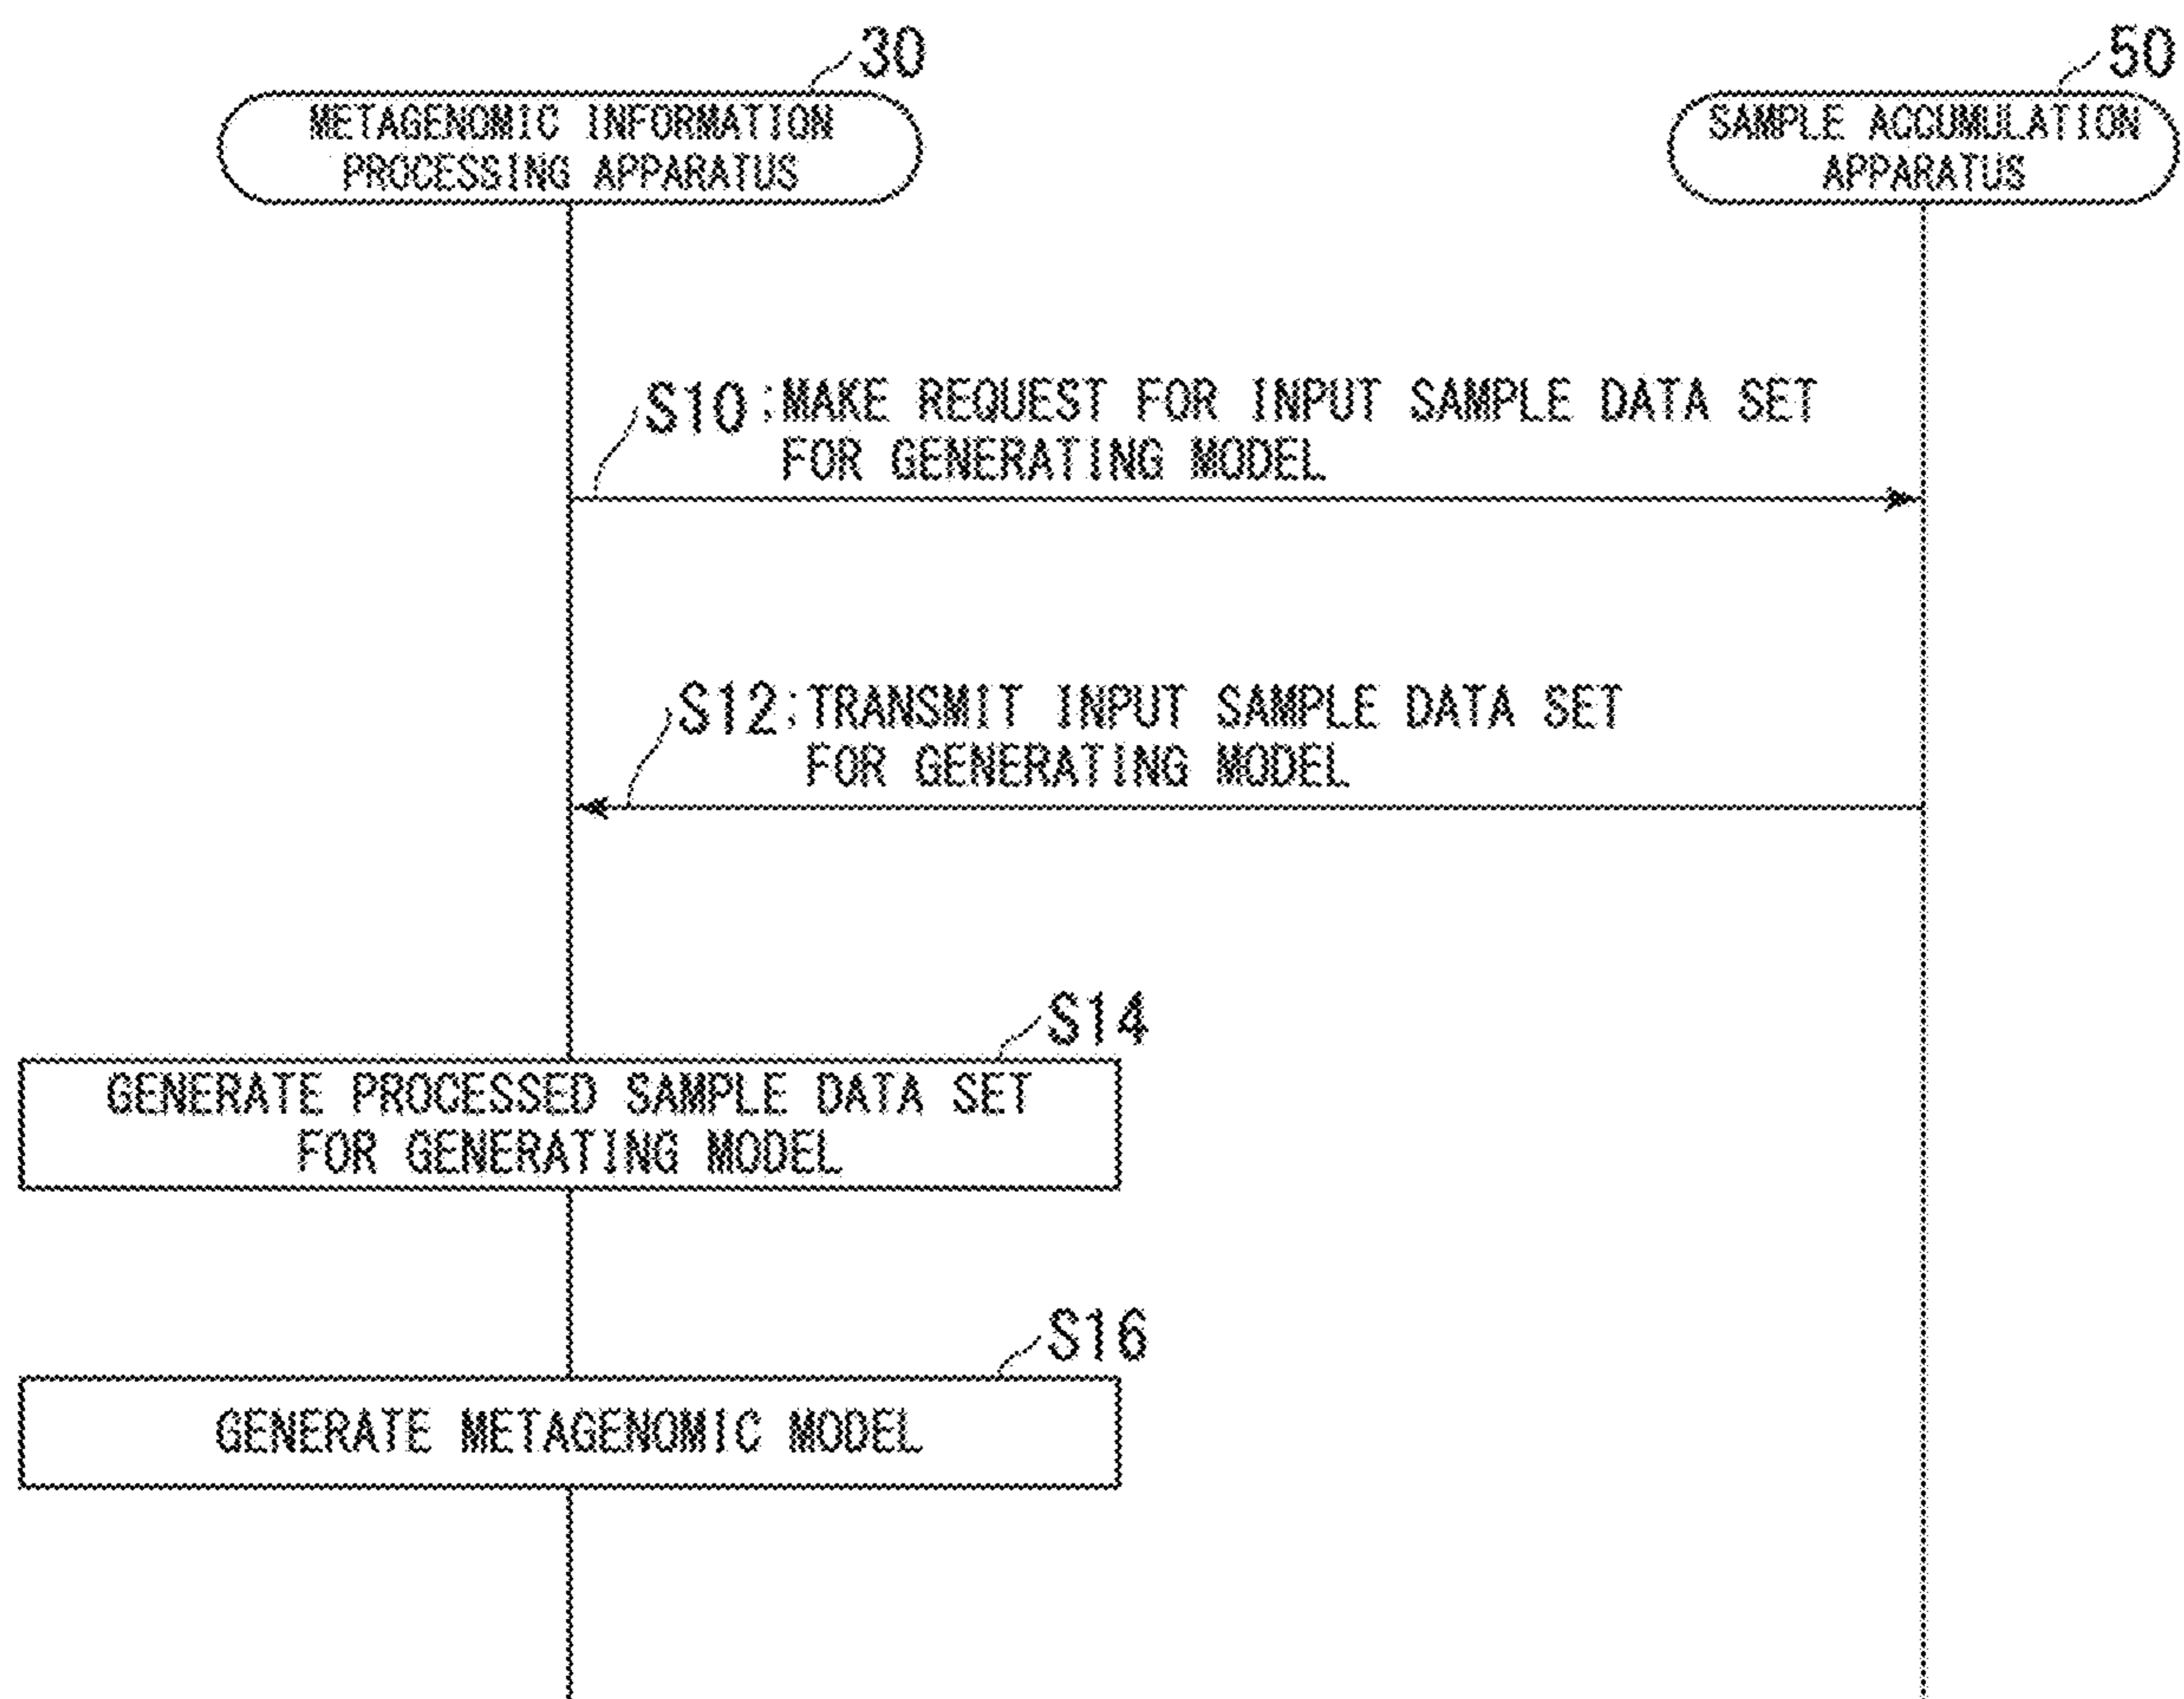 30
METAGENOMIC INFORMATION
PROCESSING APPARATUS
50
SAMPLE ACCUMULATION
APPARATUS
S10:MAKE REQUEST FOR INPUT SAMPLE DATA SET
FOR GENERATING MODEL
S12:TRANSMIT INPUT SAMPLE DATA SET
FOR GENERATING MODEL
S14
GENERATE PROCESSED SAMPLE DATA SET
FOR GENERATING MODEL
S16
GENERATE METAGENOMIC MODEL